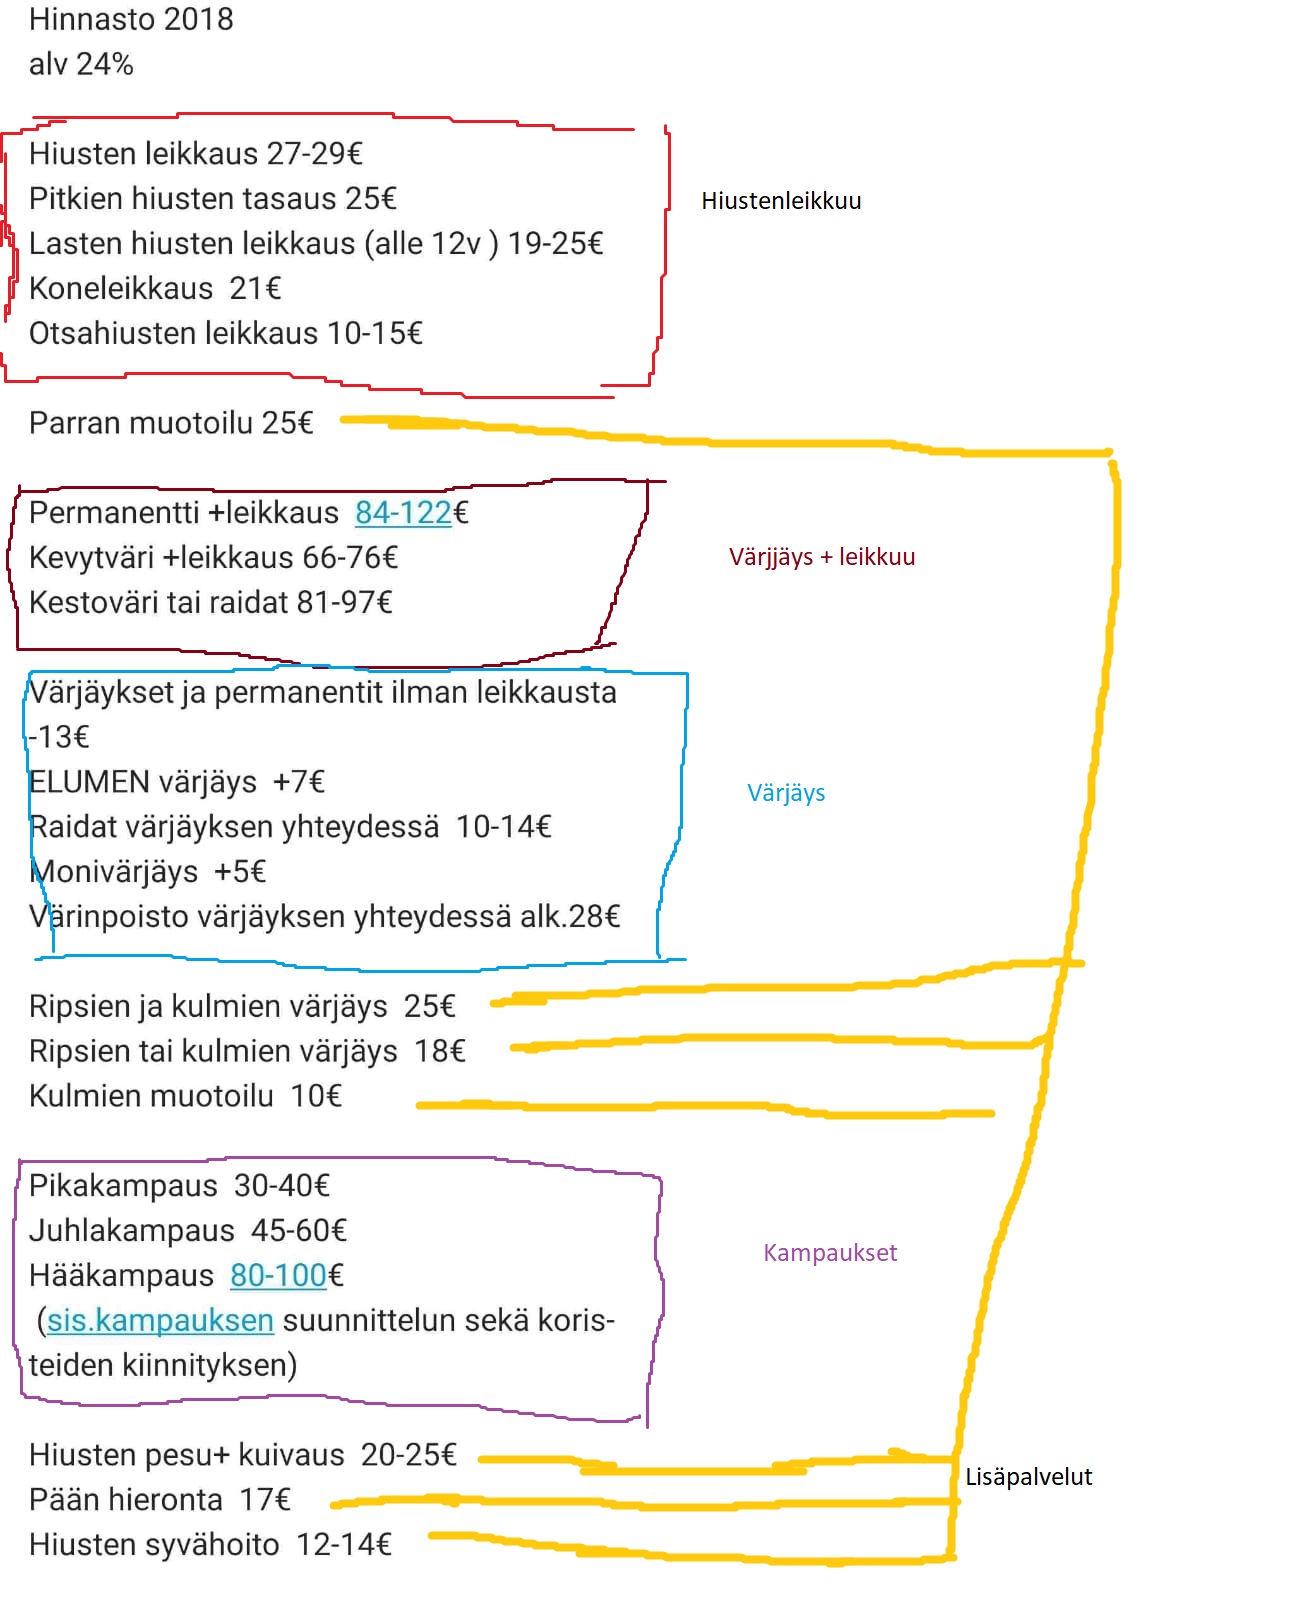 Hinnasto 2018
alv 24%
Hiusten leikkaus 27-29€
Pitkien hiusten tasaus 25€
Hiustenleikkuu
Lasten hiusten leikkaus (alle 12v ) 19-25€
Koneleikkaus 21€
Otsahiusten leikkaus 10-15€
Parran muotoilu 25€
Permanentti +leikkaus 84-122€
Kevytväri +leikkaus 66-76€
Värjjäys + leikkuu
Kestoväri tai raidat 81-97€
Värjäykset ja permanentit ilman leikkausta
-13€
ELUMEN värjäys +7€
Värjäys
Raidat värjäyksen yhteydessä 10-14€
Monivärjäys +5€
Värinpoisto värjäyksen yhteydessä alk.28€
Ripsien ja kulmien värjäys 25€
Ripsien tai kulmien värjäys 18€
Kulmien muotoilu 10€
Pikakampaus 30-40€
Juhlakampaus 45-60€
Kampaukset
Hääkampaus 80-100€
(sis.kampauksen suunnittelun sekä koris-
teiden kiinnityksen)
Hiusten pesu+ kuivaus 20-25€
Lisäpalvelut
Pään hieronta 17€
Hiusten syvähoito 12-14€